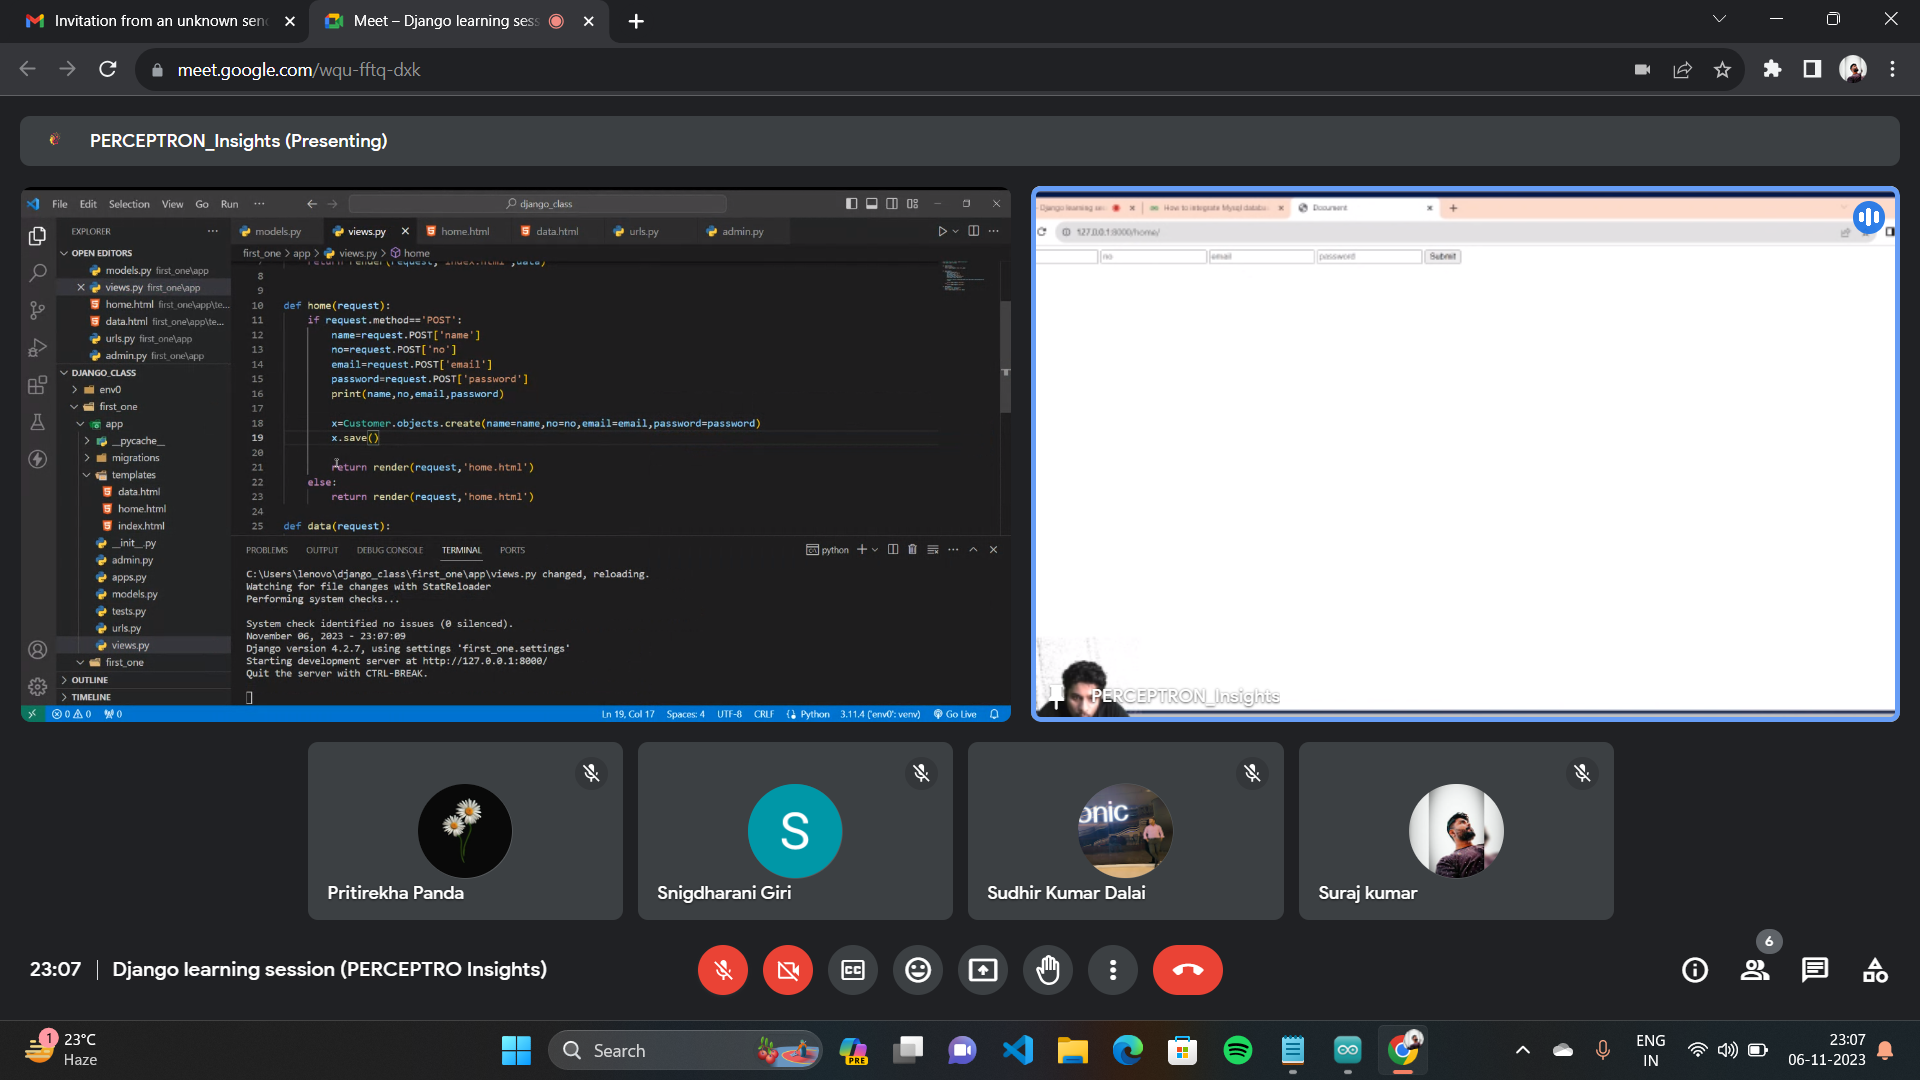 Invitation from an unknown sen
Meet – Django learning sess
meet.google.com/wqu-fftq-dxk
PERCEPTRON_Insights (Presenting)
File Edit Selection View Go Run ···
django_class
EXPLORER
OPEN EDITORS
models.py first_one\app
views.py first_one\app
home.html first_one\app\te...
data.html first_one\app\te...
urls.py first_one\app
admin.py first_one\app
DJANGO_CLASS
env0
first_one
app
__pycache__
migrations
templates
data.html
home.html
index.html
__init__.py
admin.py
apps.py
models.py
tests.py
urls.py
views.py
first_one
OUTLINE
TIMELINE
models.py views.py home.html data.html urls.py admin.py
first_one > app > views.py > home
7 return render(request,'index.html',data)
8
9
10 def home(request):
11 if request.method=='POST':
12 name=request.POST['name']
13 no=request.POST['no']
14 email=request.POST['email']
15 password=request.POST['password']
16 print(name,no,email,password)
17
18 x=Customer.objects.create(name=name,no=no,email=email,password=password)
19 x.save()
20
21 return render(request,'home.html')
22 else:
23 return render(request,'home.html')
24
25 def data(request):
PROBLEMS OUTPUT DEBUG CONSOLE TERMINAL PORTS
python
C:\Users\lenovo\django_class\first_one\app\views.py changed, reloading.
Watching for file changes with StatReloader
Performing system checks...
System check identified no issues (0 silenced).
November 06, 2023 - 23:07:09
Django version 4.2.7, using settings 'first_one.settings'
Starting development server at http://127.0.0.1:8000/
Quit the server with CTRL-BREAK.
0 0 0
Ln 19, Col 17 Spaces: 4 UTF-8 CRLF Python 3.11.4 ('env0': venv) Go Live
Django learning se
How to integrate Mysql databa
Document
127.0.0.1:8000/home/
no email password Submit
PERCEPTRON_Insights
onic
S
Pritirekha Panda
Snigdharani Giri
Sudhir Kumar Dalai
Suraj kumar
23:07 | Django learning session (PERCEPTRO Insights)
6
1
23°C
Haze
Search
PRE
ENG
IN
23:07
06-11-2023